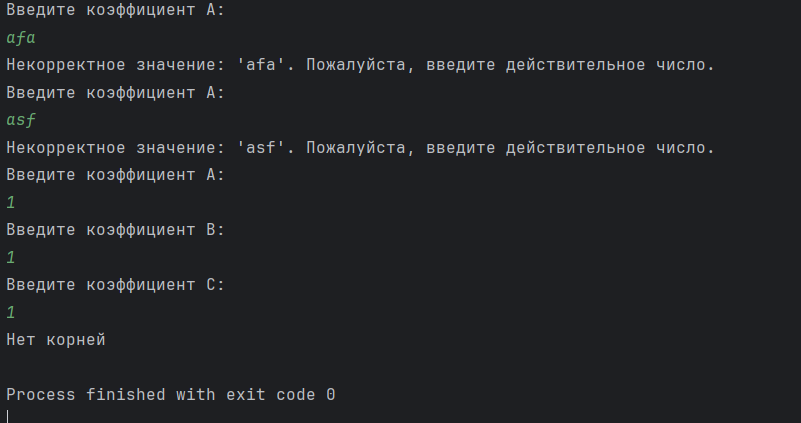 Введите коэффициент A:
afa
Некорректное значение: 'afa'. Пожалуйста, введите действительное число.
Введите коэффициент A:
asf
Некорректное значение: 'asf'. Пожалуйста, введите действительное число.
Введите коэффициент A:
1
Введите коэффициент B:
1
Введите коэффициент C:
1
Нет корней
Process finished with exit code 0